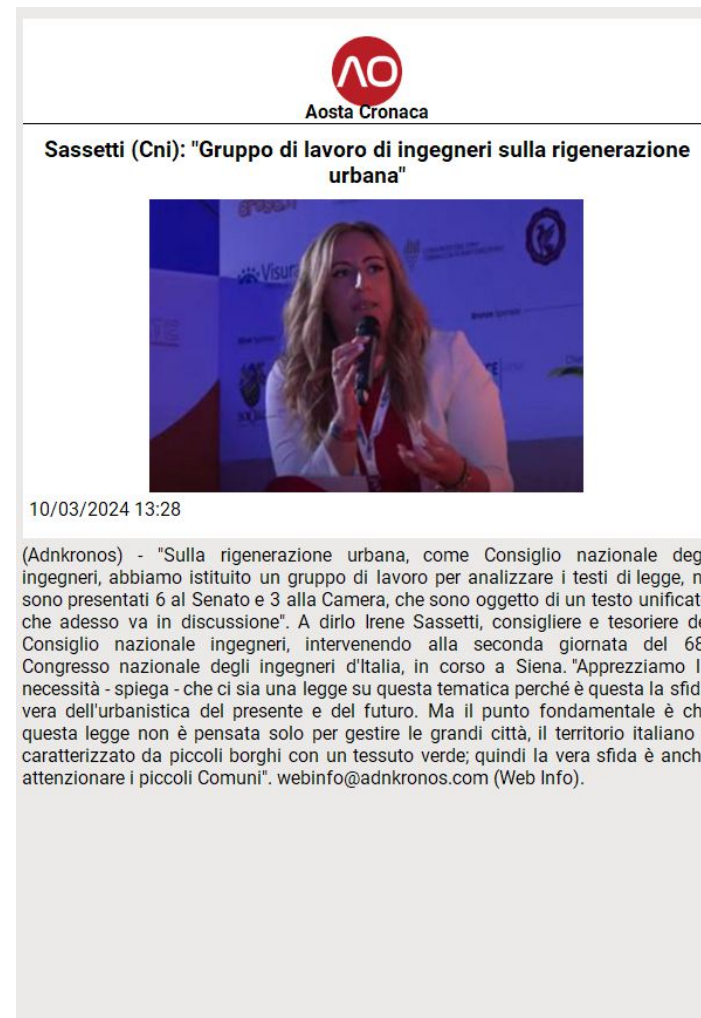 AO
Aosta Cronaca
Sassetti (Cni): "Gruppo di lavoro di ingegneri sulla rigenerazione
urbana"
Visura
10/03/2024 13:28
(Adnkronos) - "Sulla rigenerazione urbana, come Consiglio nazionale deg
ingegneri, abbiamo istituito un gruppo di lavoro per analizzare i testi di legge, n
sono presentati 6 al Senato e 3 alla Camera, che sono oggetto di un testo unificat
che adesso va in discussione". A dirlo Irene Sassetti, consigliere e tesoriere de
Consiglio nazionale ingegneri, intervenendo alla seconda giornata del 68
Congresso nazionale degli ingegneri d'Italia, in corso a Siena. "Apprezziamo l
necessità - spiega - che ci sia una legge su questa tematica perché è questa la sfid
vera dell'urbanistica del presente e del futuro. Ma il punto fondamentale è ch
questa legge non è pensata solo per gestire le grandi città, il territorio italiano
caratterizzato da piccoli borghi con un tessuto verde; quindi la vera sfida è anch
attenzionare i piccoli Comuni". webinfo@adnkronos.com (Web Info).